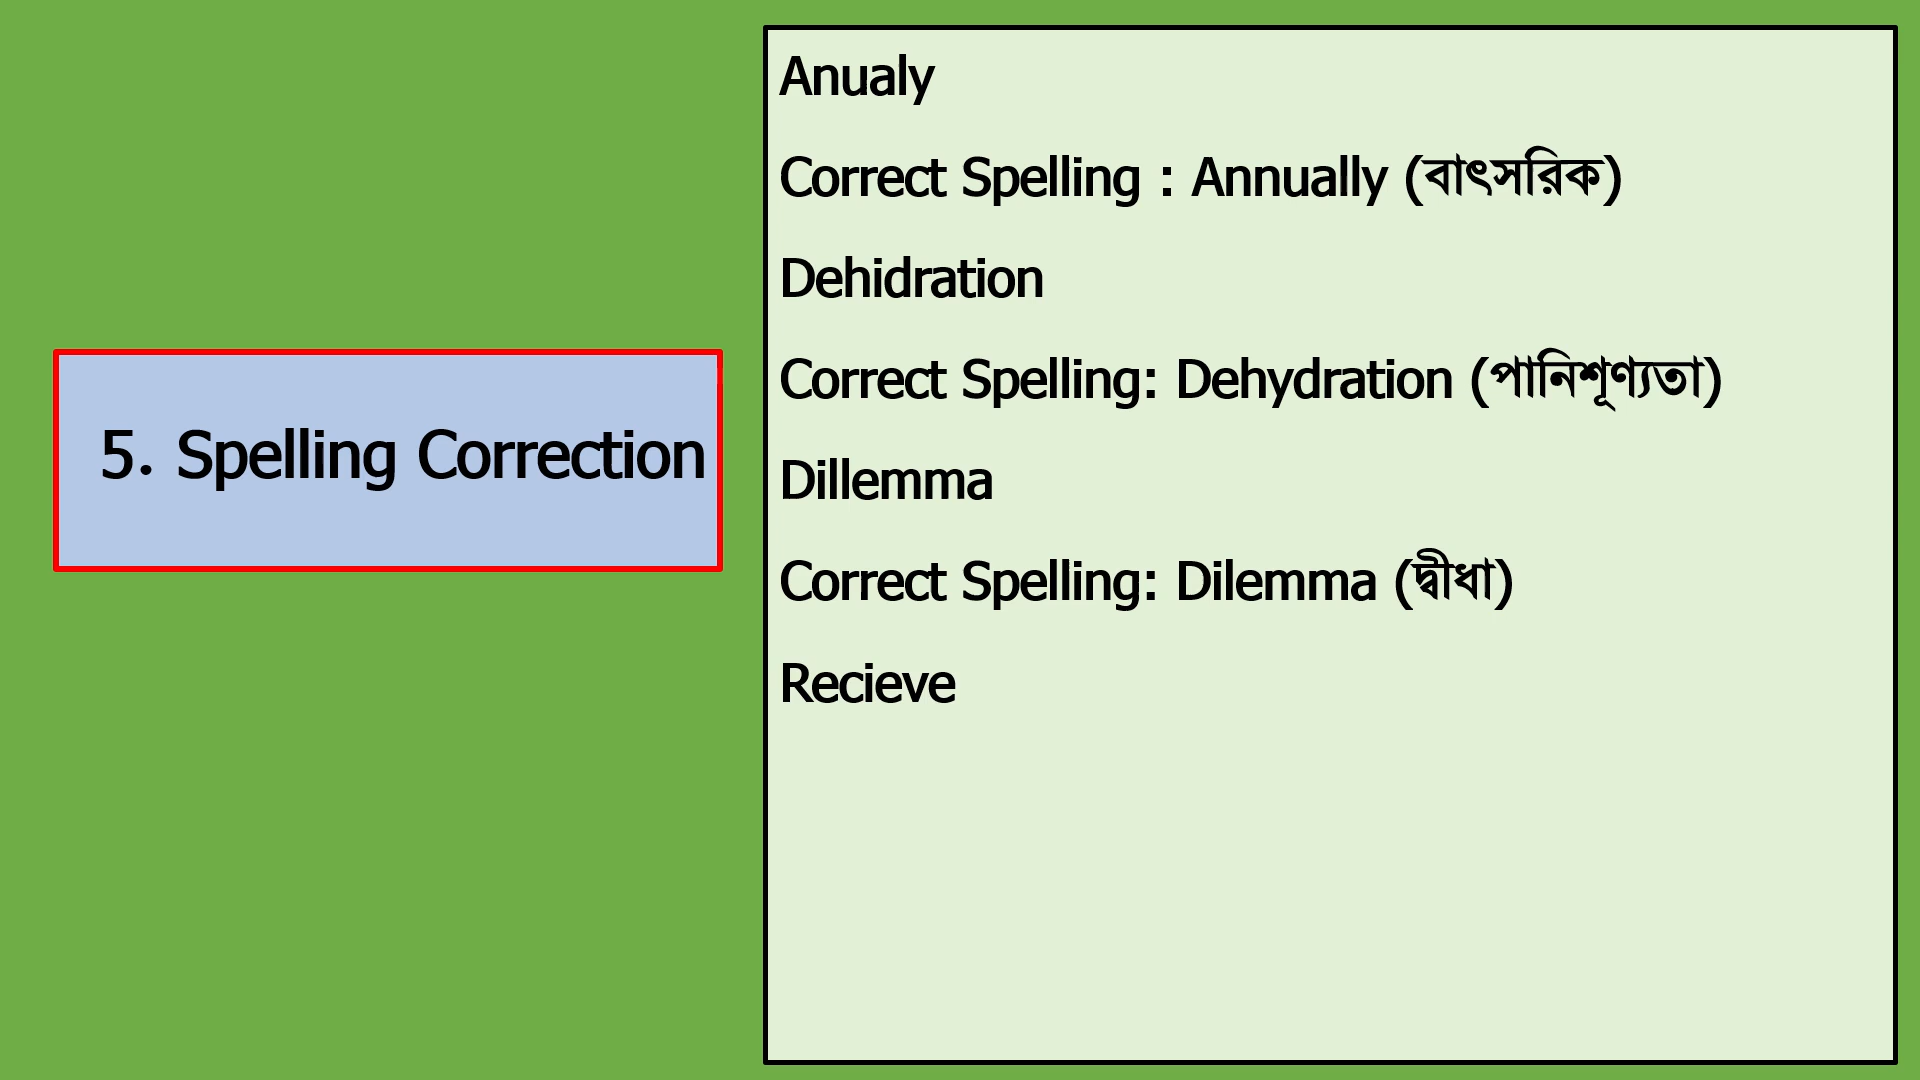 5. Spelling Correction
Anualy
Correct Spelling : Annually (বাৎসরিক)
Dehidration
Correct Spelling: Dehydration (পানিশূণ্যতা)
Dillemma
Correct Spelling: Dilemma (দ্বীধা)
Recieve